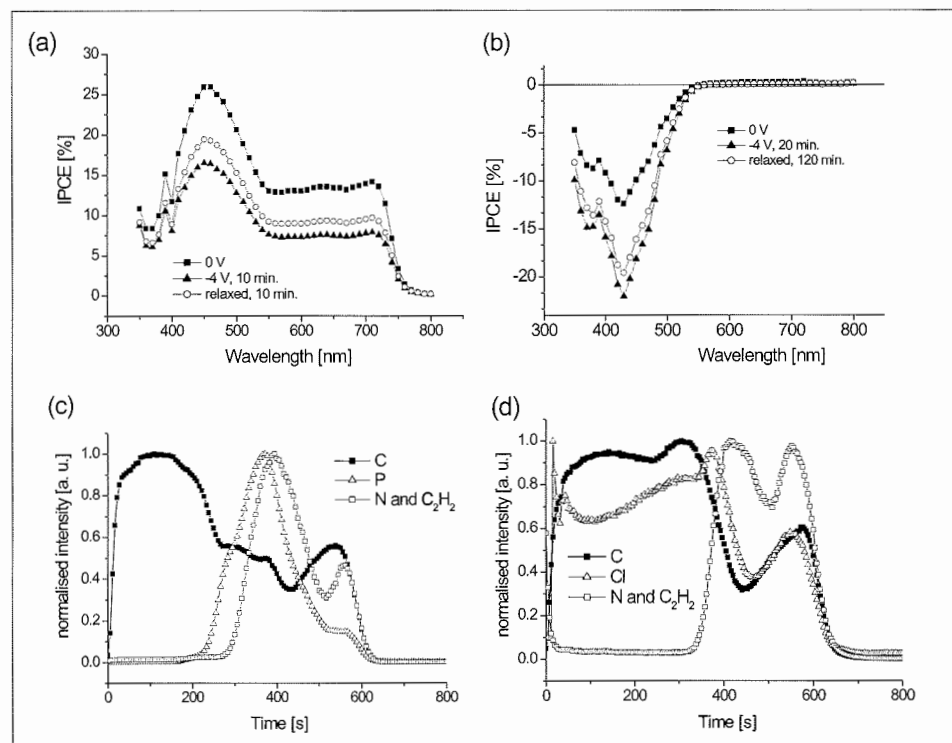 (a)
30
25
20
15
10
5
0
IPCE [%]
0 V
-4 V, 10 min.
relaxed, 10 min.
300 400 500 600 700 800
Wavelength [nm]
(b)
0
-5
-10
-15
-20
IPCE [%]
0 V
-4 V, 20 min.
relaxed, 120 min.
300 400 500 600 700 800
Wavelength [nm]
(c)
1.0
0.8
0.6
0.4
0.2
0.0
normalised intensity [a. u.]
C
P
N and C₂H₂
0 200 400 600 800
Time [s]
(d)
1.0
0.8
0.6
0.4
0.2
0.0
normalised intensity [a. u.]
C
Cl
N and C₂H₂
0 200 400 600 800
Time [s]